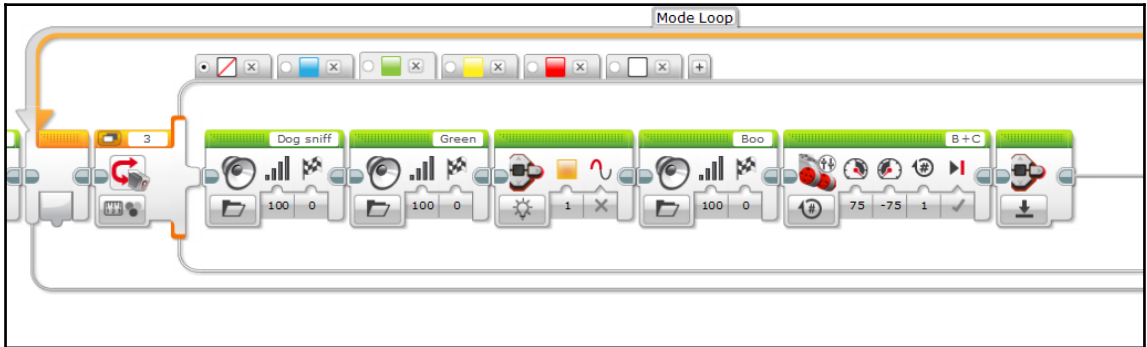 Mode Loop
3
Dog sniff
Green
Boo
B+C
100 0
100 0
1
100 0
75 -75 1